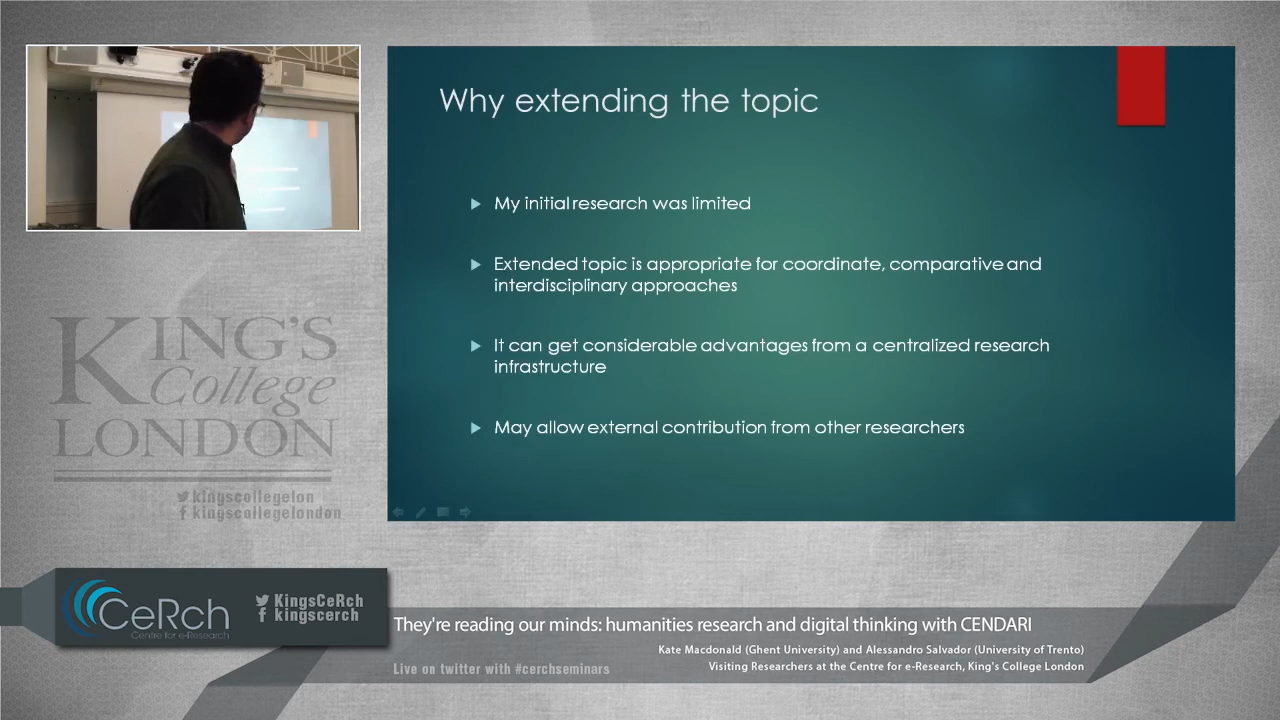 Why extending the topic
My initial research was limited
Extended topic is appropriate for coordinate, comparative and
interdisciplinary approaches
It can get considerable advantages from a centralized research
infrastructure
May allow external contribution from other researchers
KING'S
College
LONDON
kingscollegelon
kingscollegelondon
CeRch
Centre for e-Research
KingsCeRch
kingscerch
They're reading our minds: humanities research and digital thinking with CENDARI
Kate Macdonald (Ghent University) and Alessandro Salvador (University of Trento)
Visiting Researchers at the Centre for e-Research, King's College London
Live on twitter with #cerchseminars